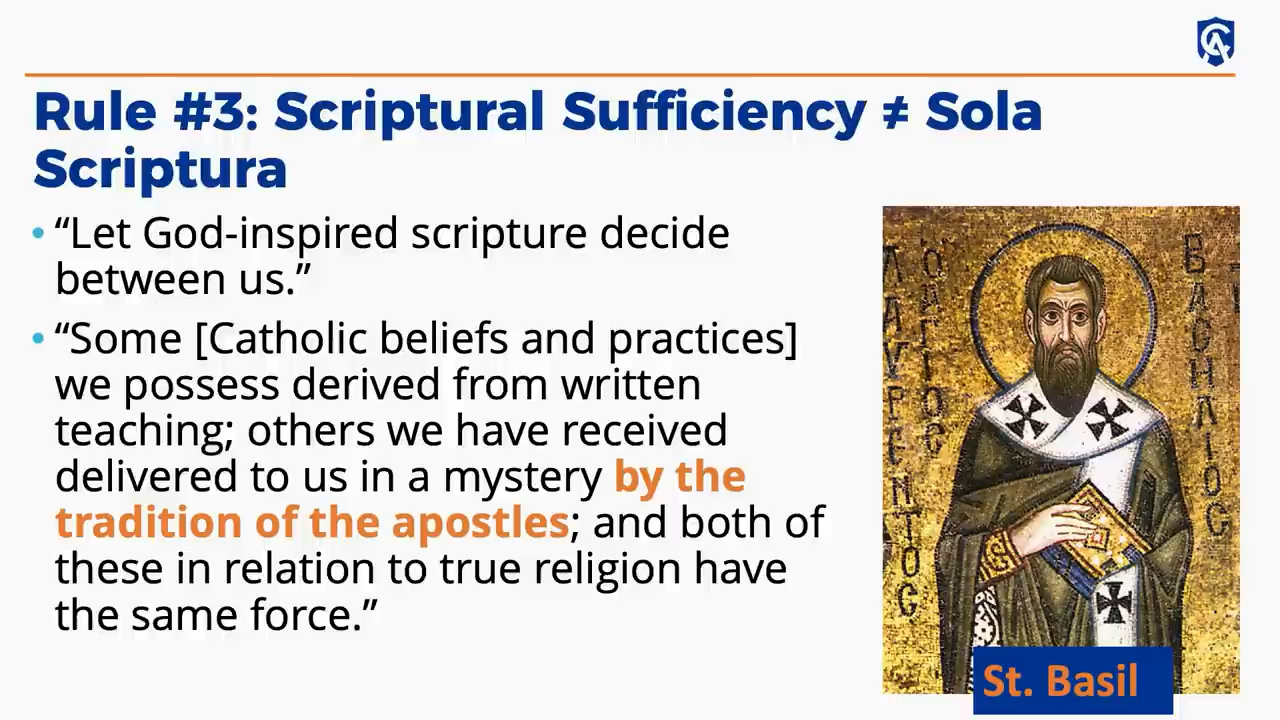 Rule #3: Scriptural Sufficiency ≠ Sola
Scriptura
• “Let God-inspired scripture decide
between us.”
• “Some [Catholic beliefs and practices]
we possess derived from written
teaching; others we have received
delivered to us in a mystery by the
tradition of the apostles; and both of
these in relation to true religion have
the same force.”
Ο ΑΓΙΟΣ
ΒΑСΗΛΙΟС
St. Basil